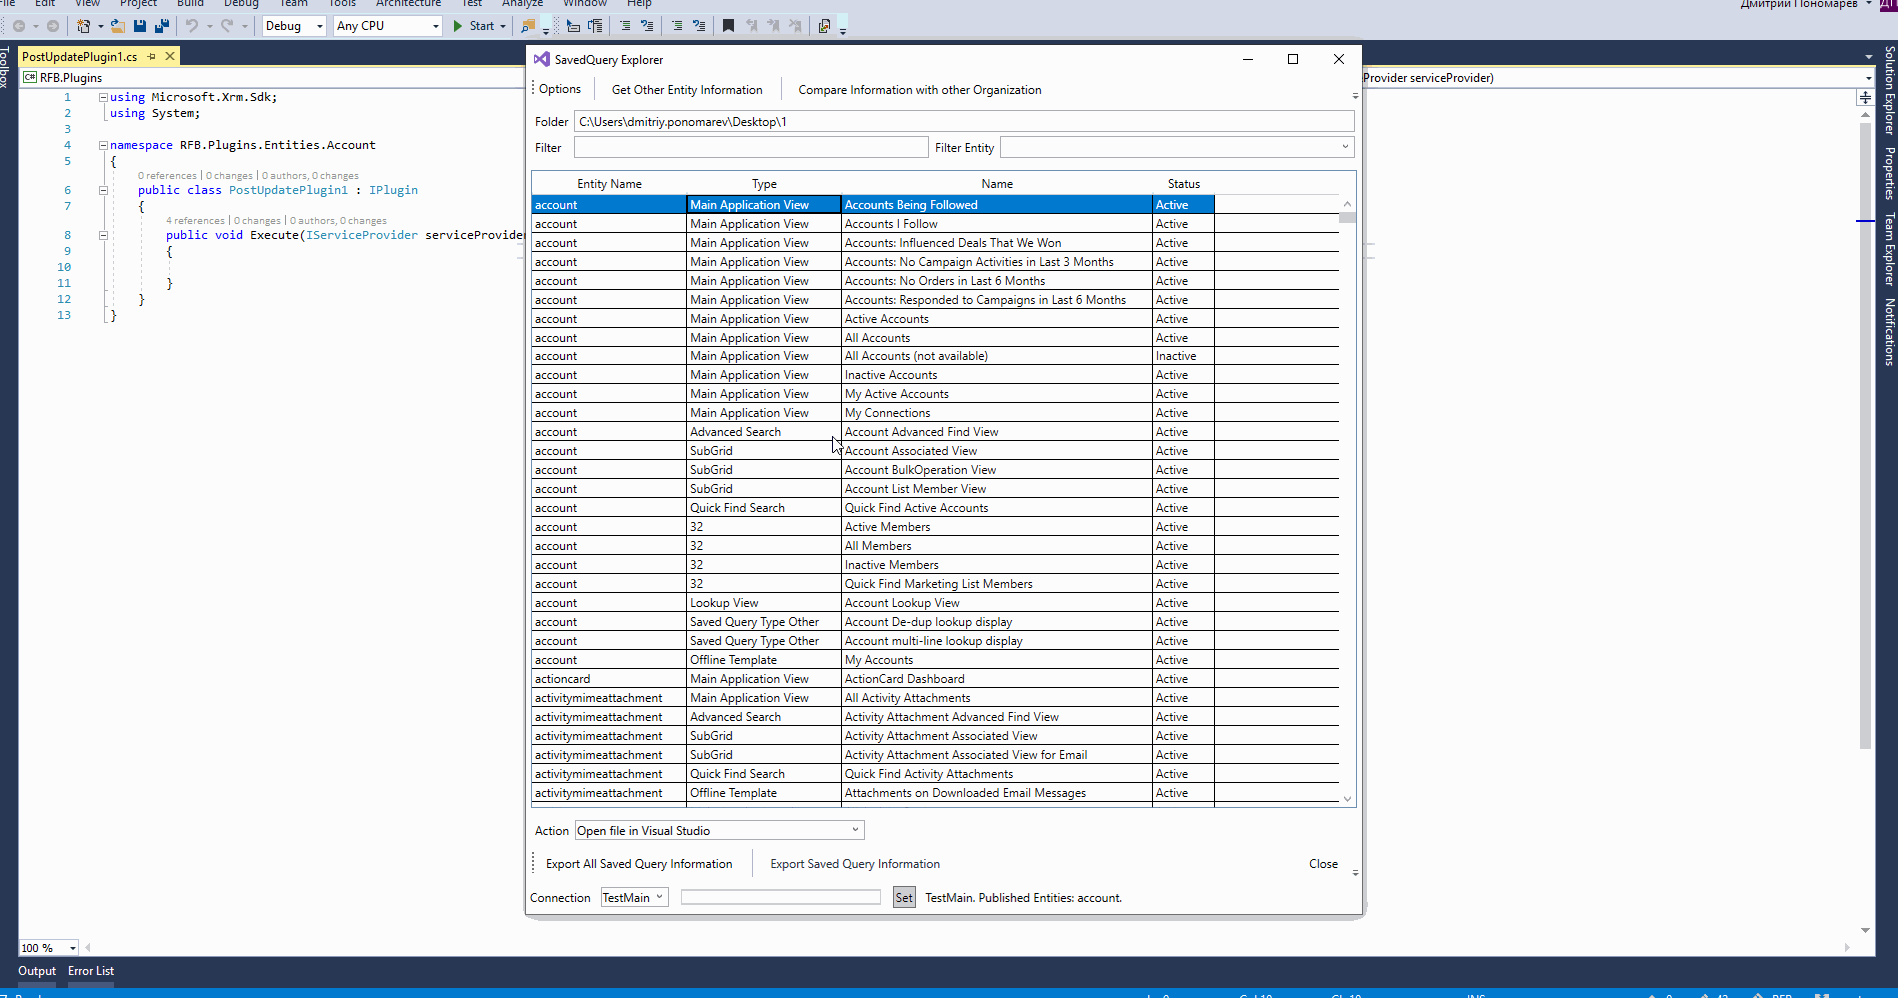 File Edit View Project Build Debug Team Tools Architecture Test Analyze Window Help
Дмитрий Пономарев
Debug Any CPU Start
Toolbox
PostUpdatePlugin1.cs
RFB.Plugins
Provider serviceProvider)
1 using Microsoft.Xrm.Sdk;
2 using System;
3
4 namespace RFB.Plugins.Entities.Account
5 {
0 references | 0 changes | 0 authors, 0 changes
6 public class PostUpdatePlugin1 : IPlugin
7 {
4 references | 0 changes | 0 authors, 0 changes
8 public void Execute(IServiceProvider serviceProvider
9 {
10
11 }
12 }
13 }
SavedQuery Explorer
Options Get Other Entity Information Compare Information with other Organization
Folder C:\Users\dmitriy.ponomarev\Desktop\1
Filter Filter Entity
Entity Name Type Name Status
account Main Application View Accounts Being Followed Active
account Main Application View Accounts I Follow Active
account Main Application View Accounts: Influenced Deals That We Won Active
account Main Application View Accounts: No Campaign Activities in Last 3 Months Active
account Main Application View Accounts: No Orders in Last 6 Months Active
account Main Application View Accounts: Responded to Campaigns in Last 6 Months Active
account Main Application View Active Accounts Active
account Main Application View All Accounts Active
account Main Application View All Accounts (not available) Inactive
account Main Application View Inactive Accounts Active
account Main Application View My Active Accounts Active
account Main Application View My Connections Active
account Advanced Search Account Advanced Find View Active
account SubGrid Account Associated View Active
account SubGrid Account BulkOperation View Active
account SubGrid Account List Member View Active
account Quick Find Search Quick Find Active Accounts Active
account 32 Active Members Active
account 32 All Members Active
account 32 Inactive Members Active
account 32 Quick Find Marketing List Members Active
account Lookup View Account Lookup View Active
account Saved Query Type Other Account De-dup lookup display Active
account Saved Query Type Other Account multi-line lookup display Active
account Offline Template My Accounts Active
actioncard Main Application View ActionCard Dashboard Active
activitymimeattachment Main Application View All Activity Attachments Active
activitymimeattachment Advanced Search Activity Attachment Advanced Find View Active
activitymimeattachment SubGrid Activity Attachment Associated View Active
activitymimeattachment SubGrid Activity Attachment Associated View for Email Active
activitymimeattachment Quick Find Search Quick Find Activity Attachments Active
activitymimeattachment Offline Template Attachments on Downloaded Email Messages Active
Action Open file in Visual Studio
Export All Saved Query Information Export Saved Query Information Close
Connection TestMain Set TestMain. Published Entities: account.
Solution Explorer
Properties
Team Explorer
Notifications
100 %
Output Error List